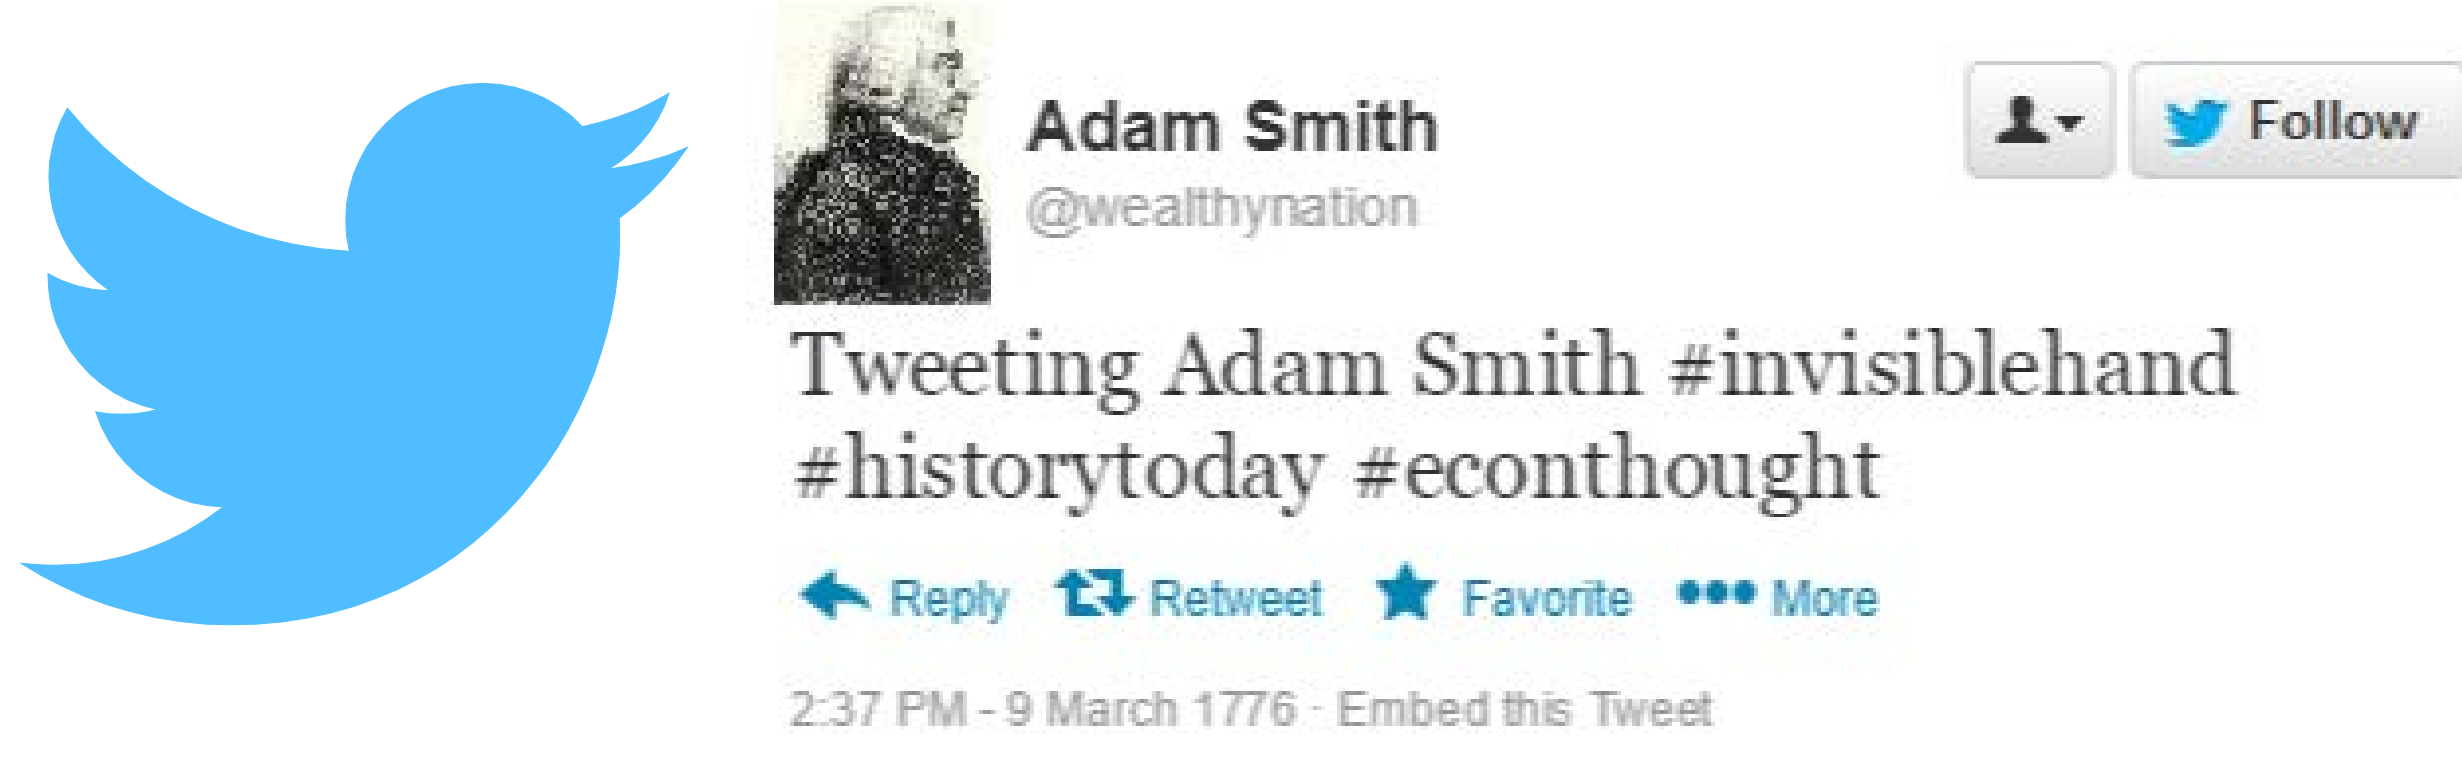 Adam Smith
@wealthynation
Follow
Tweeting Adam Smith #invisiblehand
#historytoday #econthought
Reply Retweet Favorite More
2:37 PM - 9 March 1776 · Embed this Tweet